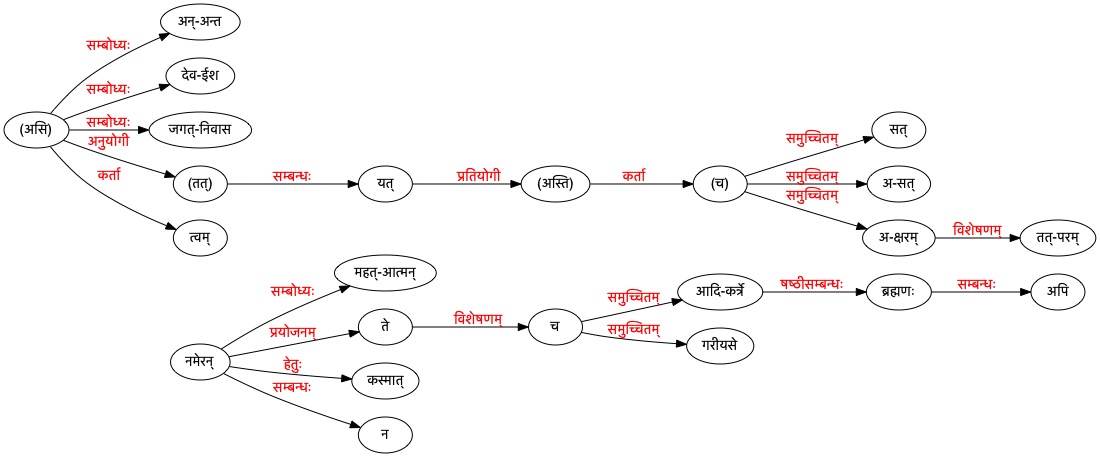 अन्-अन्त
सम्बोध्यः
देव-ईश
सम्बोध्यः
(असि)
सम्बोध्यः
जगत्-निवास
सत्
समुच्चितम्
अनुयोगी
(तत्)
सम्बन्धः
यत्
प्रतियोगी
(अस्ति)
कर्ता
(च)
समुच्चितम्
अ-सत्
कर्ता
समुच्चितम्
त्वम्
अ-क्षरम्
विशेषणम्
तत्-परम्
महत्-आत्मन्
सम्बोध्यः
आदि-कर्त्रे
षष्ठीसम्बन्धः
ब्रह्मणः
सम्बन्धः
अपि
समुच्चितम्
प्रयोजनम्
ते
विशेषणम्
च
समुच्चितम्
गरीयसे
नमेरन्
हेतुः
कस्मात्
सम्बन्धः
न